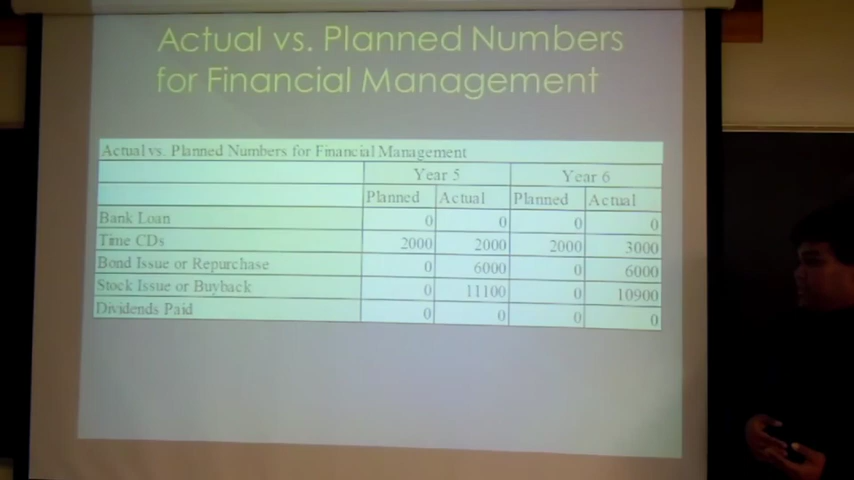 Actual vs. Planned Numbers
for Financial Management
Actual vs. Planned Numbers for Financial Management
Year 5 Year 6
Planned Actual Planned Actual
Bank Loan 0 0 0 0
Time CDs 2000 2000 2000 3000
Bond Issue or Repurchase 0 6000 0 6000
Stock Issue or Buyback 0 11100 0 10900
Dividends Paid 0 0 0 0